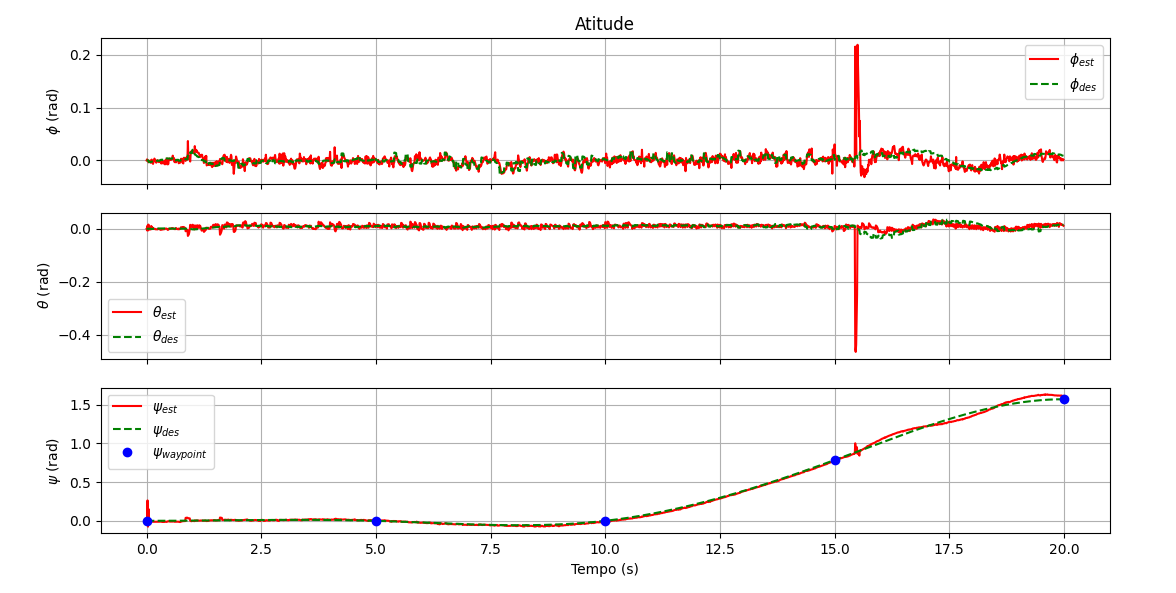 Atitude
0.2
0.1
0.0
ϕ (rad)
ϕest
ϕdes
0.0
−0.2
−0.4
θ (rad)
θest
θdes
1.5
1.0
0.5
0.0
ψ (rad)
ψest
ψdes
ψwaypoint
0.0 2.5 5.0 7.5 10.0 12.5 15.0 17.5 20.0
Tempo (s)